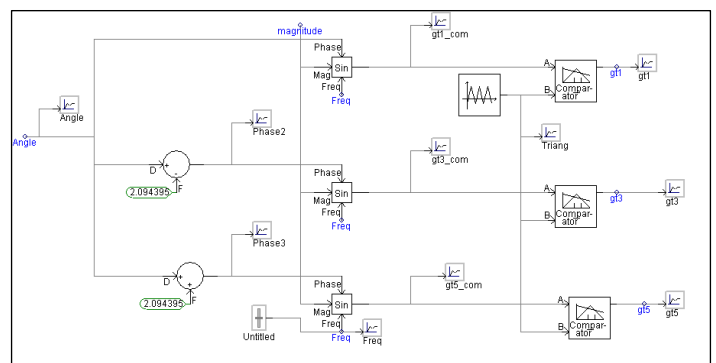 magnitude
gt1_com
Phase
Mag
Sin
Freq
Freq
A
B
Compar-
ator
gt1
gt1
Angle
Angle
Phase2
Triang
D
+
-
F
2.094395
gt3_com
Phase
Mag
Sin
Freq
Freq
A
B
Compar-
ator
gt3
gt3
Phase3
D
+
+
F
2.094395
gt5_com
Phase
Mag
Sin
Freq
Freq
Untitled
Freq
A
B
Compar-
ator
gt5
gt5